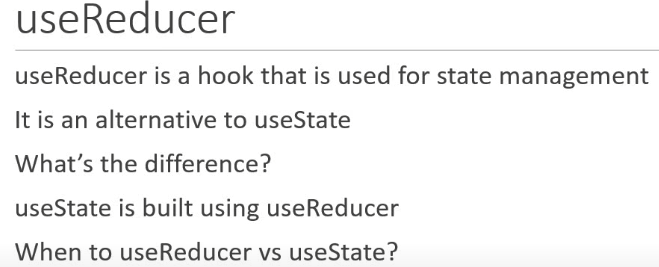 useReducer
useReducer is a hook that is used for state management
It is an alternative to useState
What’s the difference?
useState is built using useReducer
When to useReducer vs useState?